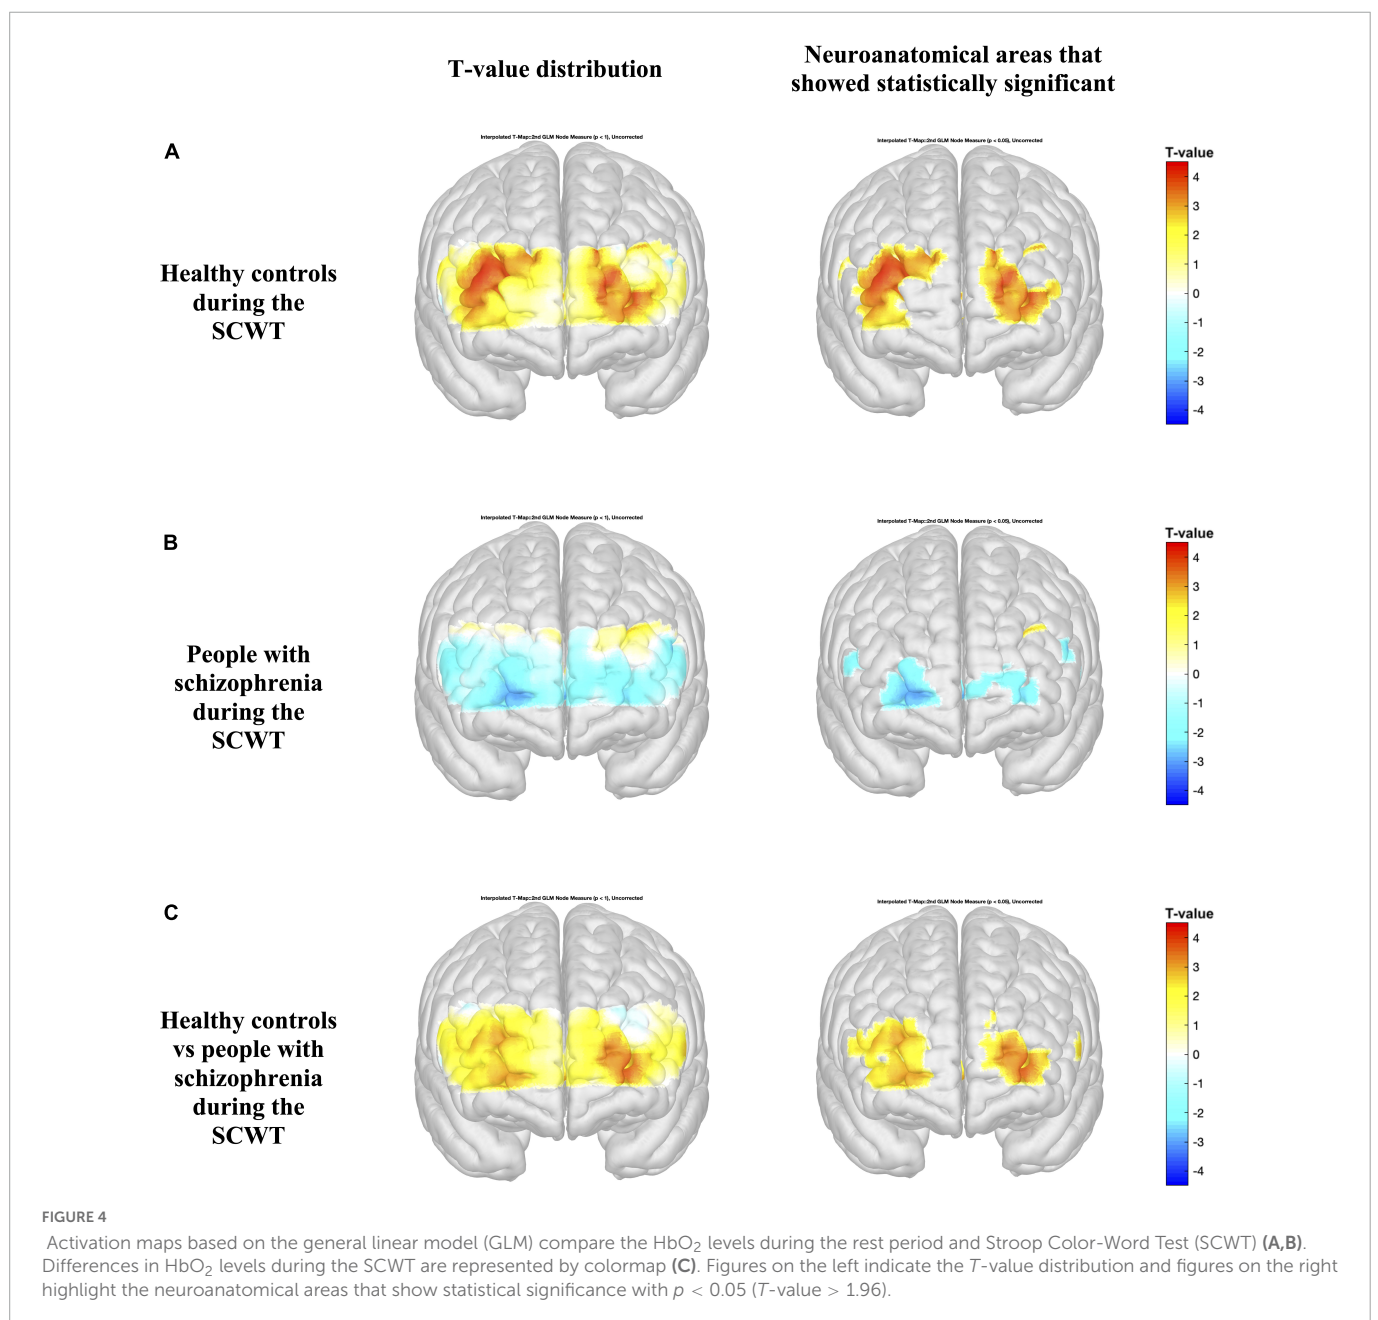 T-value distribution
Neuroanatomical areas that
showed statistically significant
Interpolated T-Map::2nd GLM Node Measure (p < 1), Uncorrected
Interpolated T-Map::2nd GLM Node Measure (p < 0.05), Uncorrected
A
Healthy controls
during the
SCWT
T-value
4
3
2
1
0
-1
-2
-3
-4
Interpolated T-Map::2nd GLM Node Measure (p < 1), Uncorrected
Interpolated T-Map::2nd GLM Node Measure (p < 0.05), Uncorrected
B
People with
schizophrenia
during the
SCWT
T-value
4
3
2
1
0
-1
-2
-3
-4
Interpolated T-Map::2nd GLM Node Measure (p < 1), Uncorrected
Interpolated T-Map::2nd GLM Node Measure (p < 0.05), Uncorrected
C
Healthy controls
vs people with
schizophrenia
during the
SCWT
T-value
4
3
2
1
0
-1
-2
-3
-4
FIGURE 4
Activation maps based on the general linear model (GLM) compare the HbO₂ levels during the rest period and Stroop Color-Word Test (SCWT) (A,B).
Differences in HbO₂ levels during the SCWT are represented by colormap (C). Figures on the left indicate the T-value distribution and figures on the right
highlight the neuroanatomical areas that show statistical significance with p < 0.05 (T-value > 1.96).